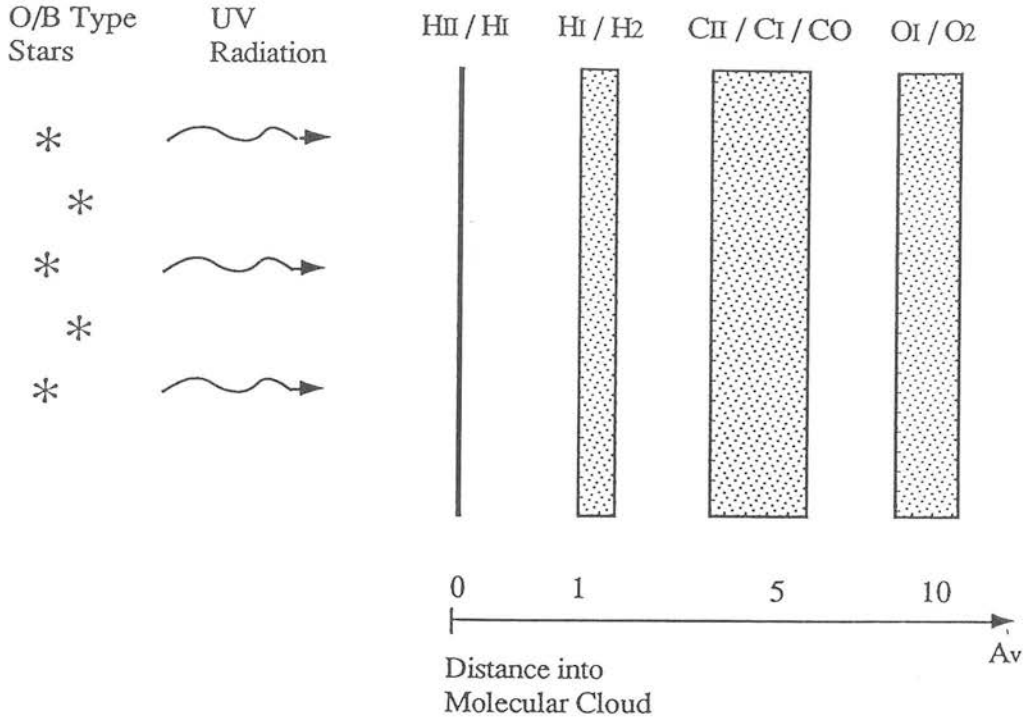 O/B Type
Stars
UV
Radiation
HII / HI
HI / H2
CII / CI / CO
OI / O2
0
1
5
10
Av
Distance into
Molecular Cloud